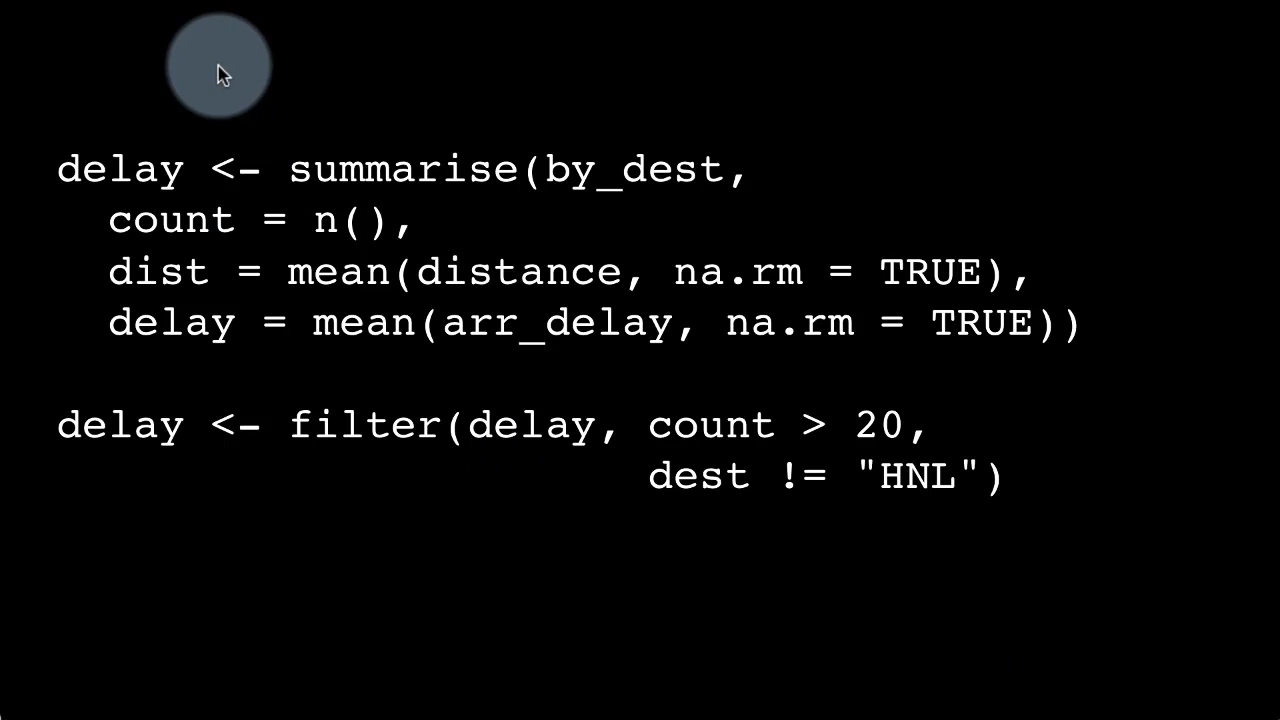 delay <- summarise(by_dest,
  count = n(),
  dist = mean(distance, na.rm = TRUE),
  delay = mean(arr_delay, na.rm = TRUE))
delay <- filter(delay, count > 20,
                       dest != "HNL")